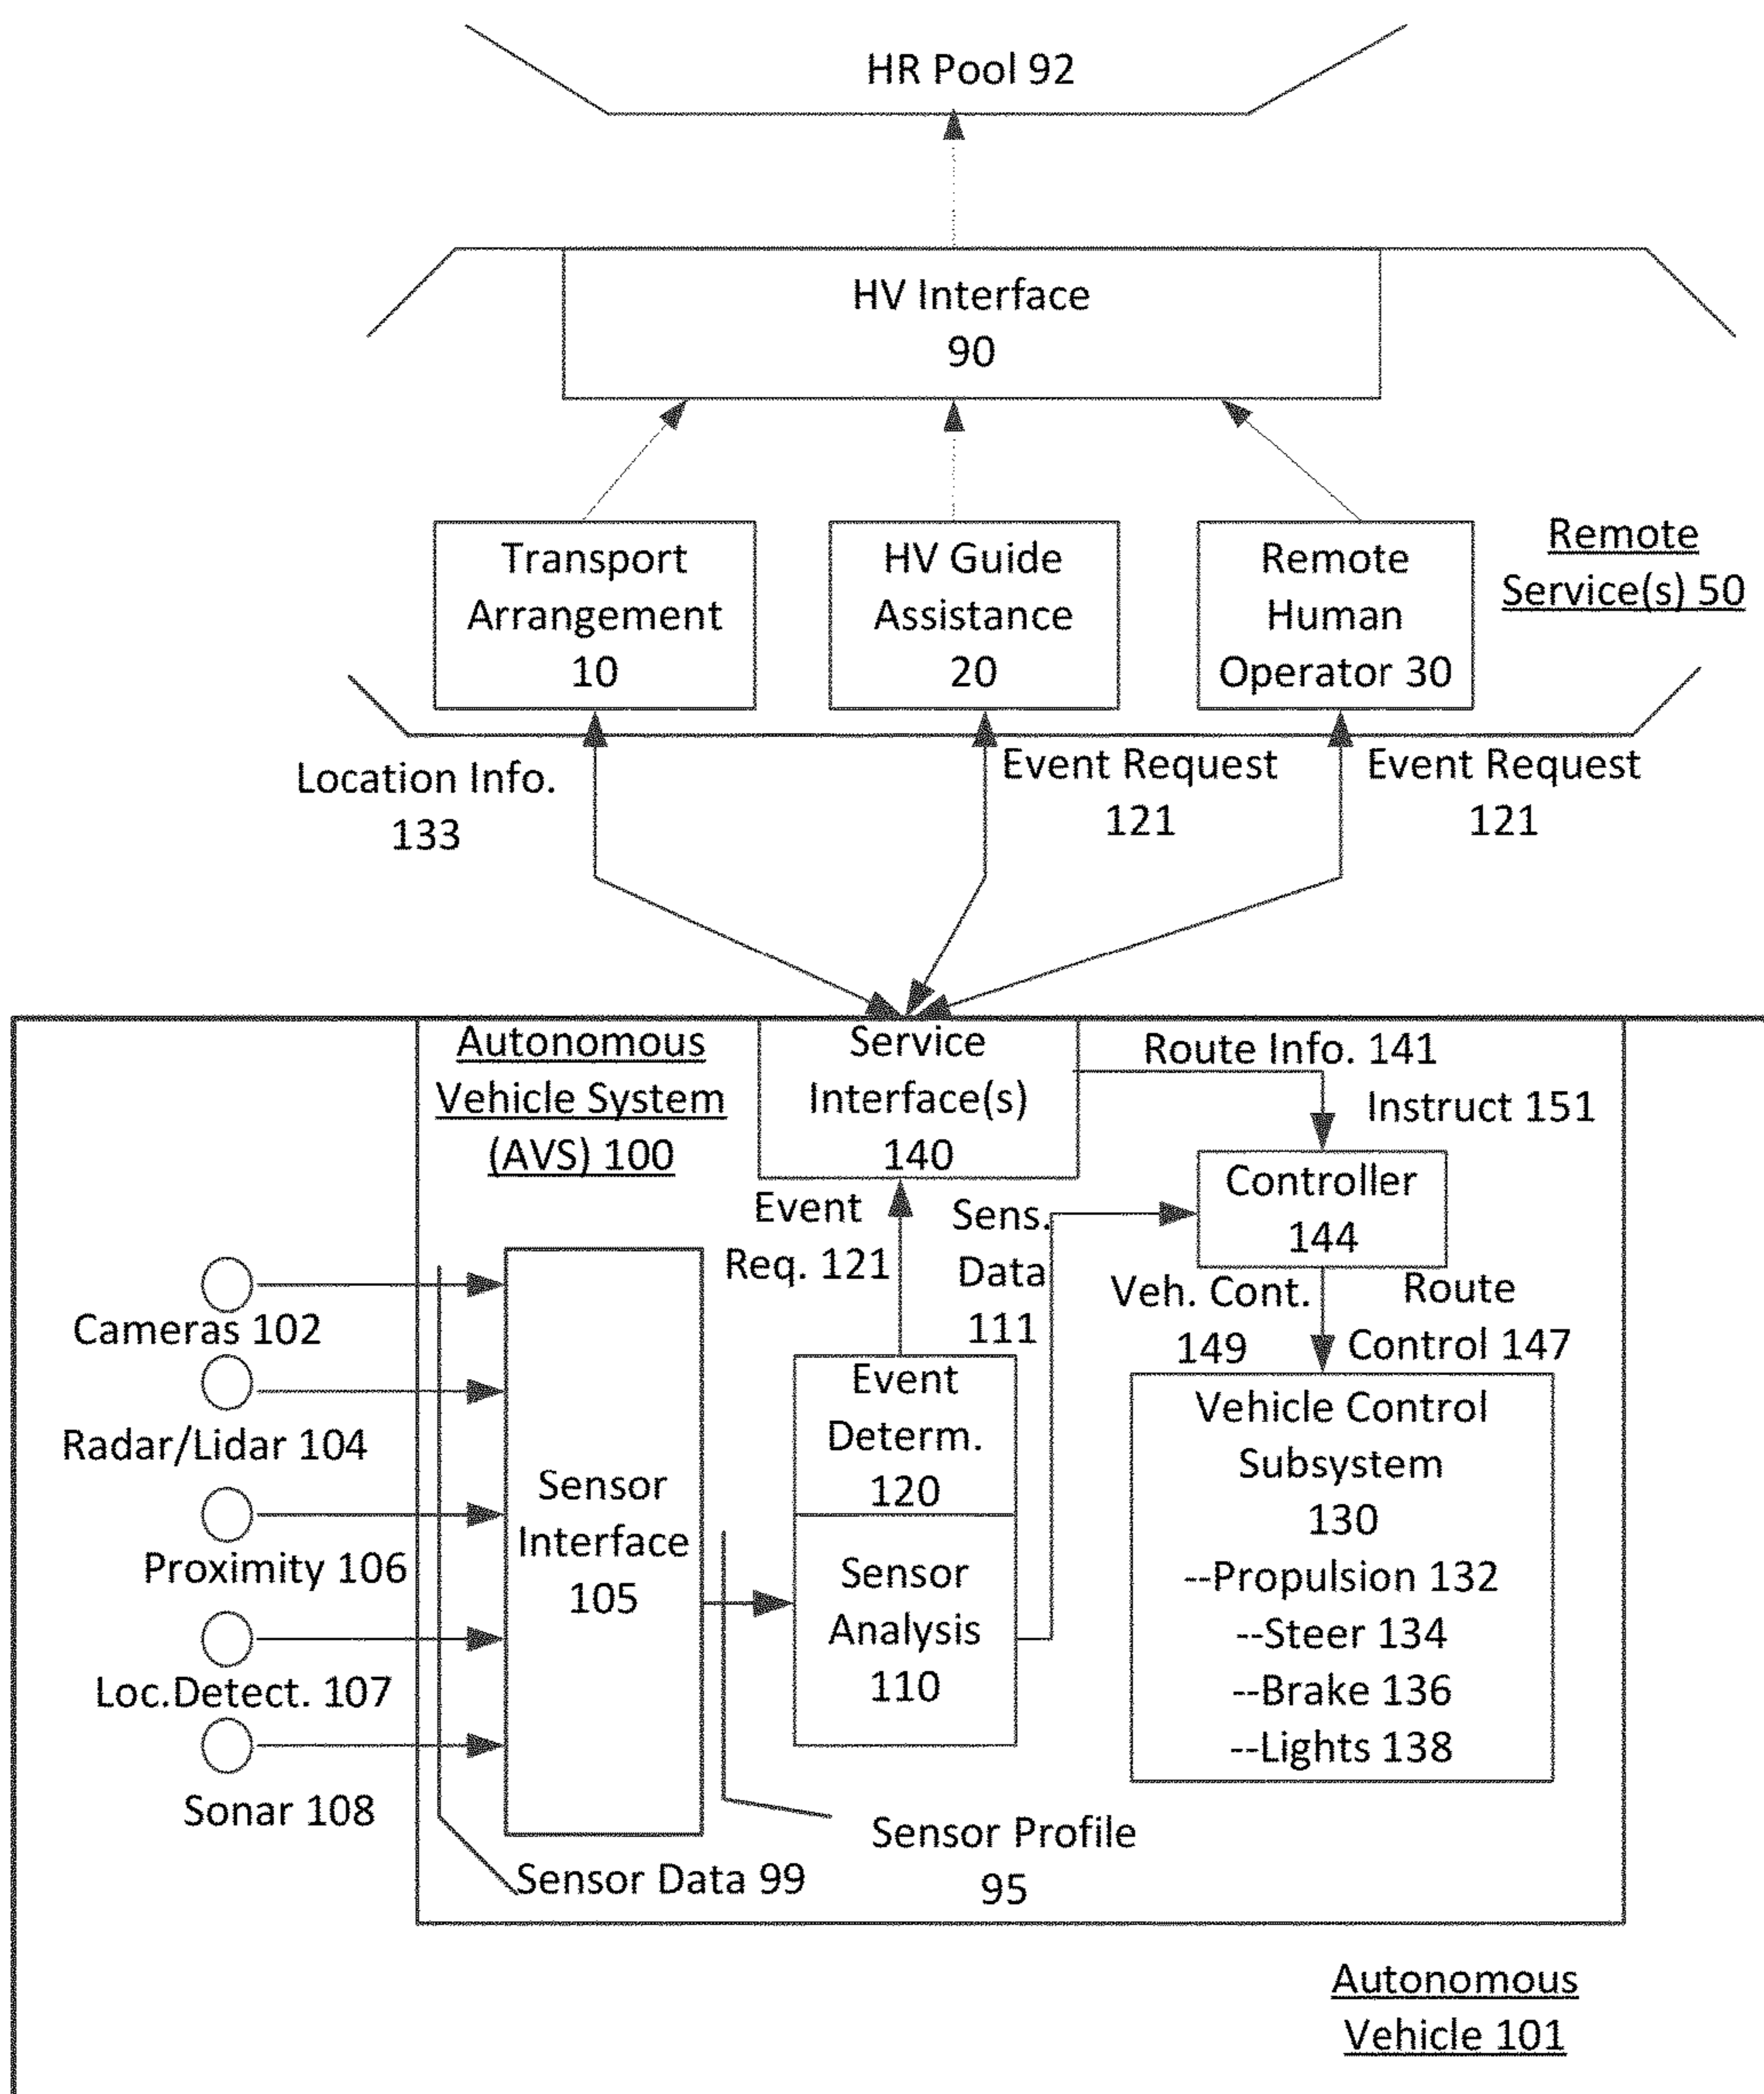 HR Pool 92
HV Interface
90
Transport
Arrangement
10
HV Guide
Assistance
20
Remote
Human
Operator 30
Remote
Service(s) 50
Location Info.
133
Event Request
121
Event Request
121
Autonomous
Vehicle System
(AVS) 100
Service
Interface(s)
140
Route Info. 141
Instruct 151
Controller
144
Event
Req. 121
Sens.
Data
111
Veh. Cont.
149
Route
Control 147
Cameras 102
Radar/Lidar 104
Proximity 106
Loc.Detect. 107
Sonar 108
Sensor
Interface
105
Event
Determ.
120
Sensor
Analysis
110
Vehicle Control
Subsystem
130
--Propulsion 132
--Steer 134
--Brake 136
--Lights 138
Sensor Data 99
Sensor Profile
95
Autonomous
Vehicle 101